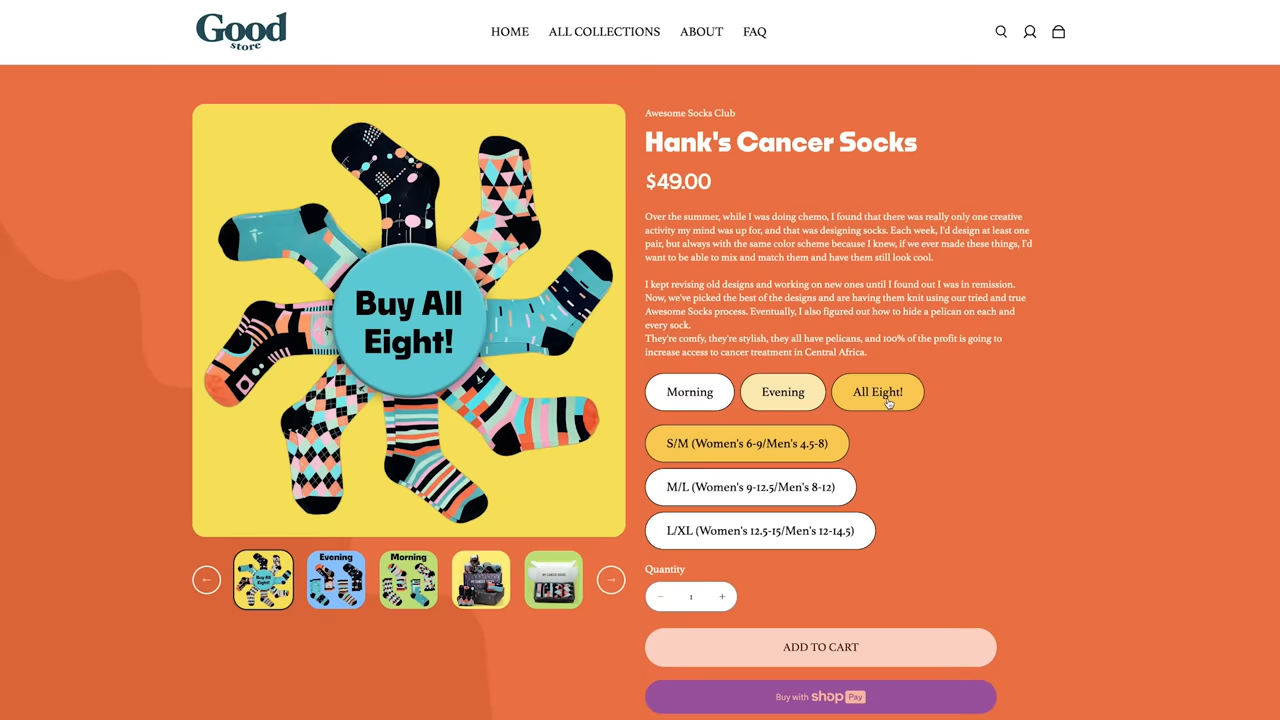 Good
store
HOME
ALL COLLECTIONS
ABOUT
FAQ
Buy All
Eight!
Buy All
Eight!
Evening
Morning
Awesome Socks Club
Hank's Cancer Socks
$49.00
Over the summer, while I was doing chemo, I found that there was really only one creative
activity my mind was up for, and that was designing socks. Each week, I'd design at least one
pair, but always with the same color scheme because I knew, if we ever made these things, I'd
want to be able to mix and match them and have them still look cool.
I kept revising old designs and working on new ones until I found out I was in remission.
Now, we've picked the best of the designs and are having them knit using our tried and true
Awesome Socks process. Eventually, I also figured out how to hide a pelican on each and
every sock.
They're comfy, they're stylish, they all have pelicans, and 100% of the profit is going to
increase access to cancer treatment in Central Africa.
Morning
Evening
All Eight!
S/M (Women's 6-9/Men's 4.5-8)
M/L (Women's 9-12.5/Men's 8-12)
L/XL (Women's 12.5-15/Men's 12-14.5)
Quantity
− 1 +
ADD TO CART
Buy with shop Pay